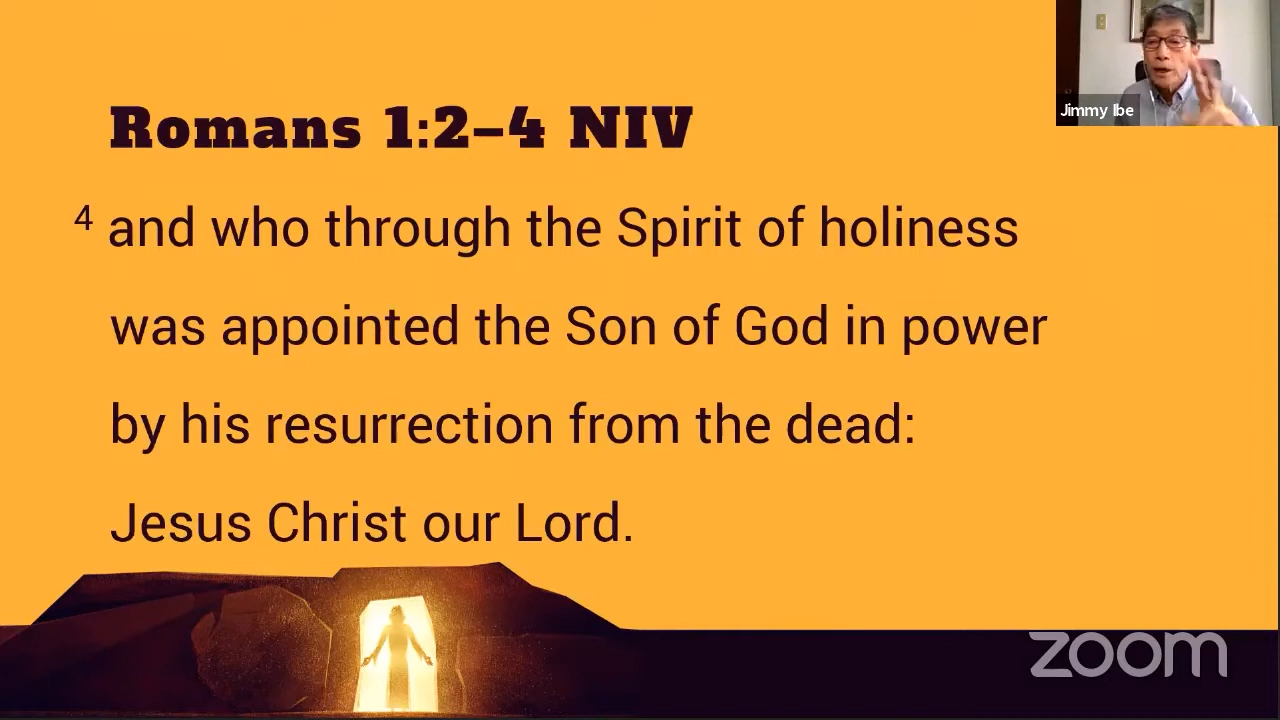 Romans 1:2–4 NIV
4 and who through the Spirit of holiness
was appointed the Son of God in power
by his resurrection from the dead:
Jesus Christ our Lord.
Jimmy Ibe
zoom